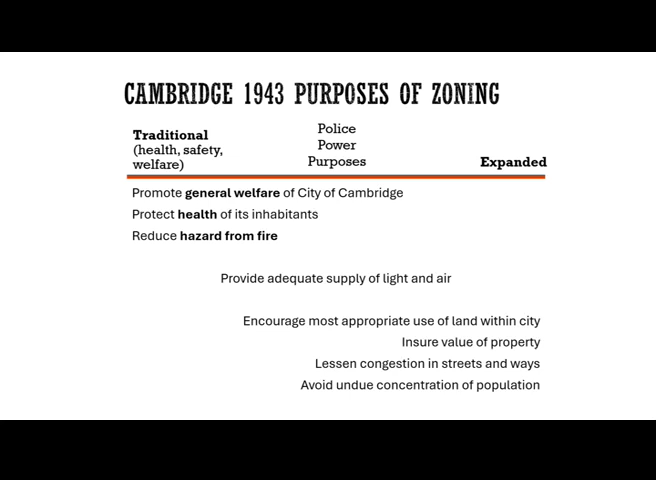 CAMBRIDGE 1943 PURPOSES OF ZONING
Traditional
(health, safety,
welfare)
Police
Power
Purposes
Expanded
Promote general welfare of City of Cambridge
Protect health of its inhabitants
Reduce hazard from fire
Provide adequate supply of light and air
Encourage most appropriate use of land within city
Insure value of property
Lessen congestion in streets and ways
Avoid undue concentration of population